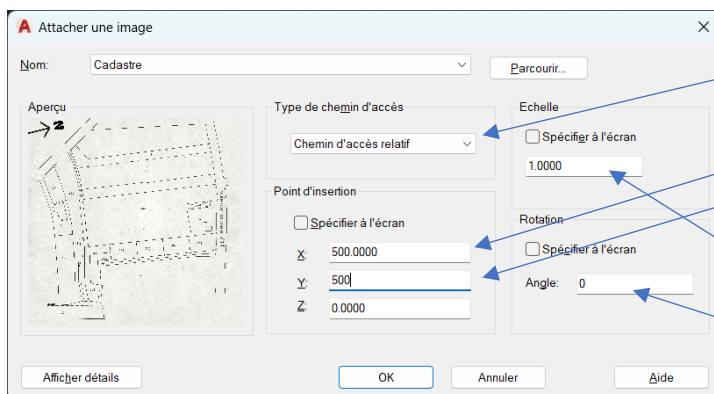 Attacher une image
Nom: Cadastre Parcourir...
Aperçu
Z
Type de chemin d'accès
Chemin d'accès relatif
Echelle
Spécifier à l'écran
1.0000
Point d'insertion
Spécifier à l'écran
X: 500.0000
Y: 500
Z: 0.0000
Rotation
Spécifier à l'écran
Angle: 0
Afficher détails OK Annuler Aide